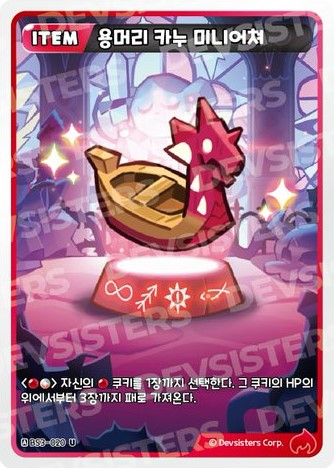 ITEM 용머리 카누 미니어쳐
DEVSISTERS
<●●> 자신의 ● 쿠키를 1장까지 선택한다. 그 쿠키의 HP의
위에서부터 3장까지 패로 가져온다.
A BS3-020 U
© Devsisters Corp.